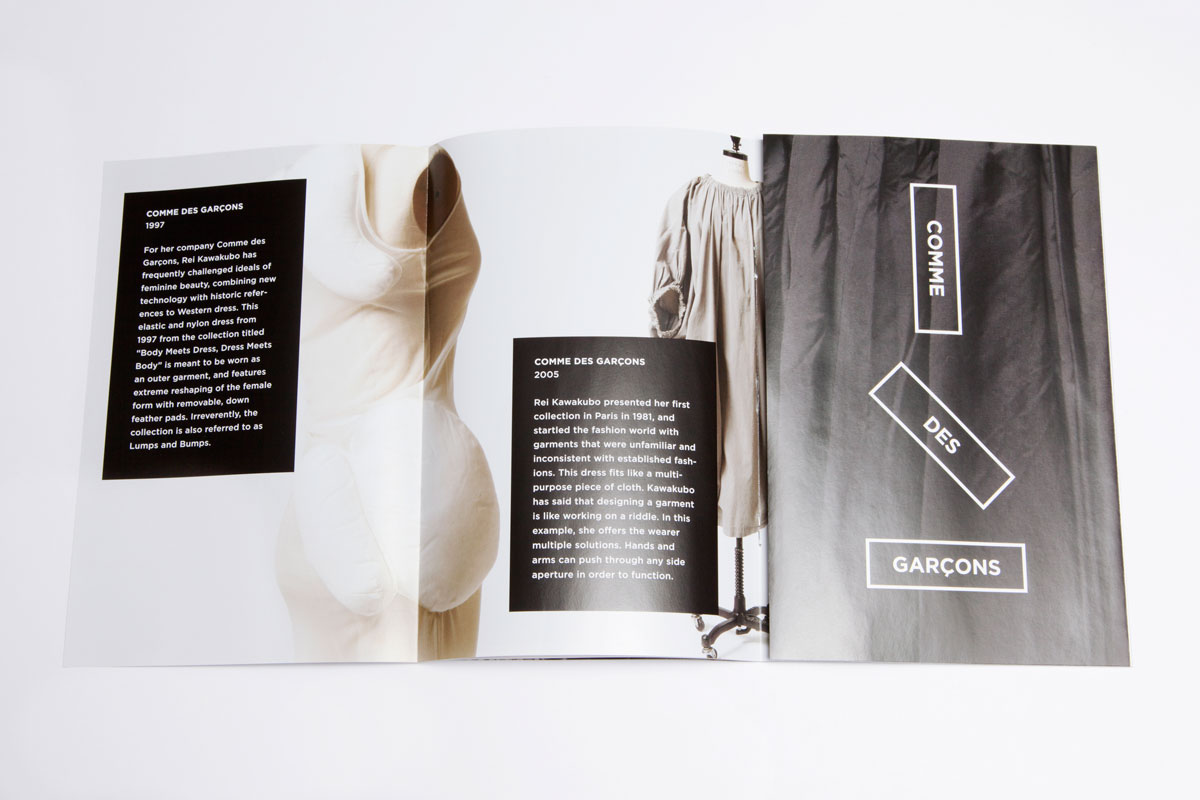 COMME DES GARÇONS
1997
For her company Comme des
Garçons, Rei Kawakubo has
frequently challenged ideals of
feminine beauty, combining new
technology with historic refer-
ences to Western dress. This
elastic and nylon dress from
1997 from the collection titled
“Body Meets Dress, Dress Meets
Body” is meant to be worn as
an outer garment, and features
extreme reshaping of the female
form with removable, down
feather pads. Irreverently, the
collection is also referred to as
Lumps and Bumps.
COMME DES GARÇONS
2005
Rei Kawakubo presented her first
collection in Paris in 1981, and
startled the fashion world with
garments that were unfamiliar and
inconsistent with established fash-
ions. This dress fits like a multi-
purpose piece of cloth. Kawakubo
has said that designing a garment
is like working on a riddle. In this
example, she offers the wearer
multiple solutions. Hands and
arms can push through any side
aperture in order to function.
COMME
DES
GARÇONS